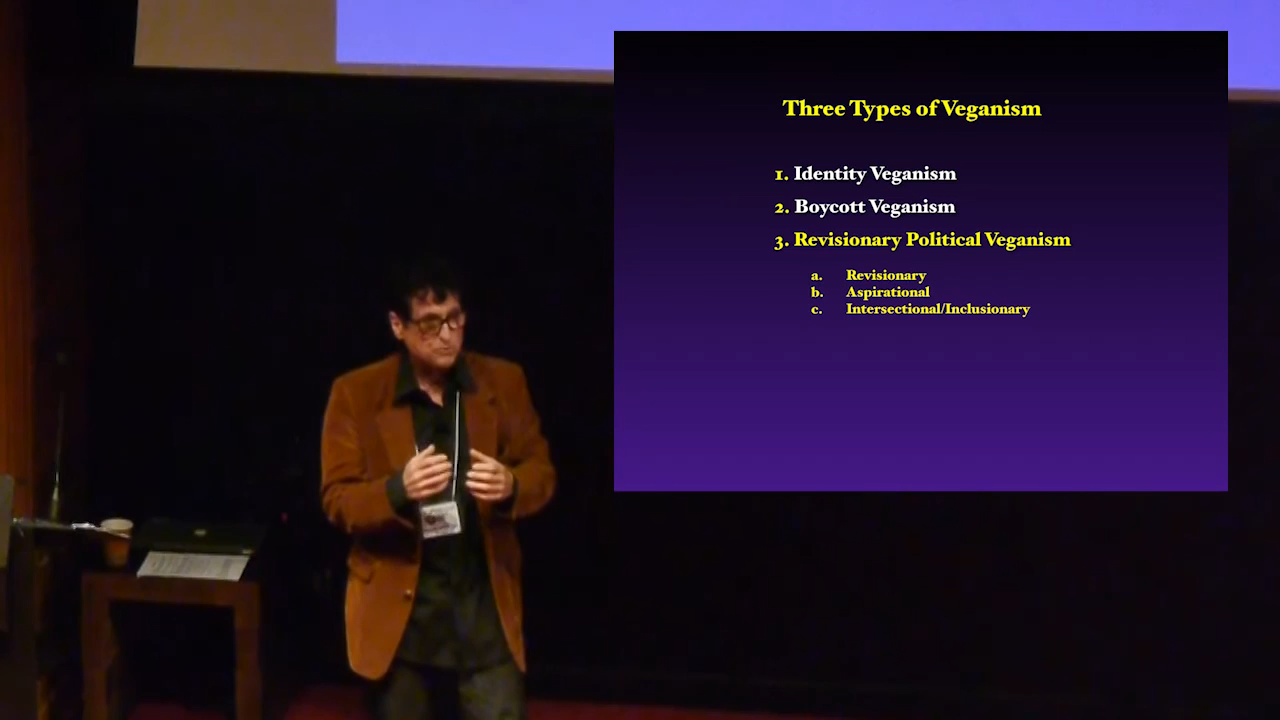 Three Types of Veganism
1. Identity Veganism
2. Boycott Veganism
3. Revisionary Political Veganism
a. Revisionary
b. Aspirational
c. Intersectional/Inclusionary